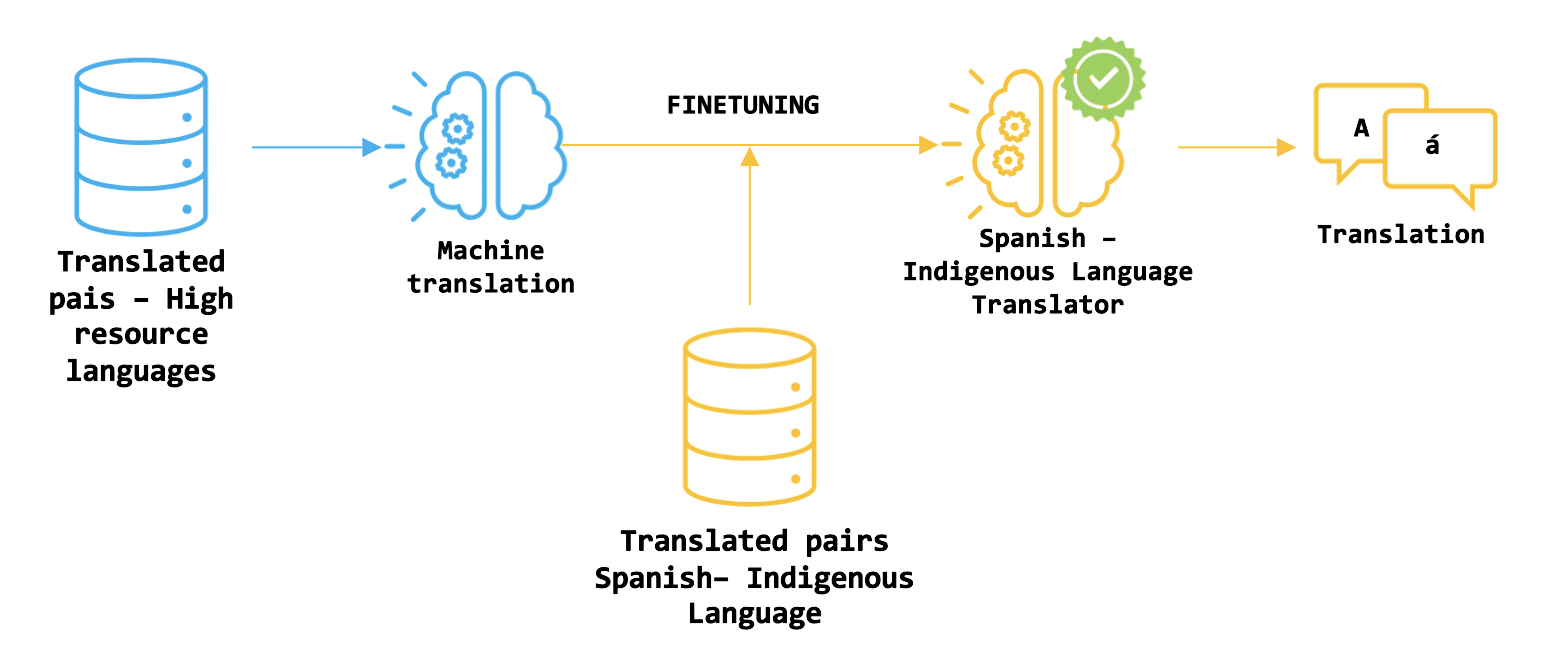 Translated
pais – High
resource
languages
Machine
translation
FINETUNING
Translated pairs
Spanish– Indigenous
Language
Spanish –
Indigenous Language
Translator
A
á
Translation